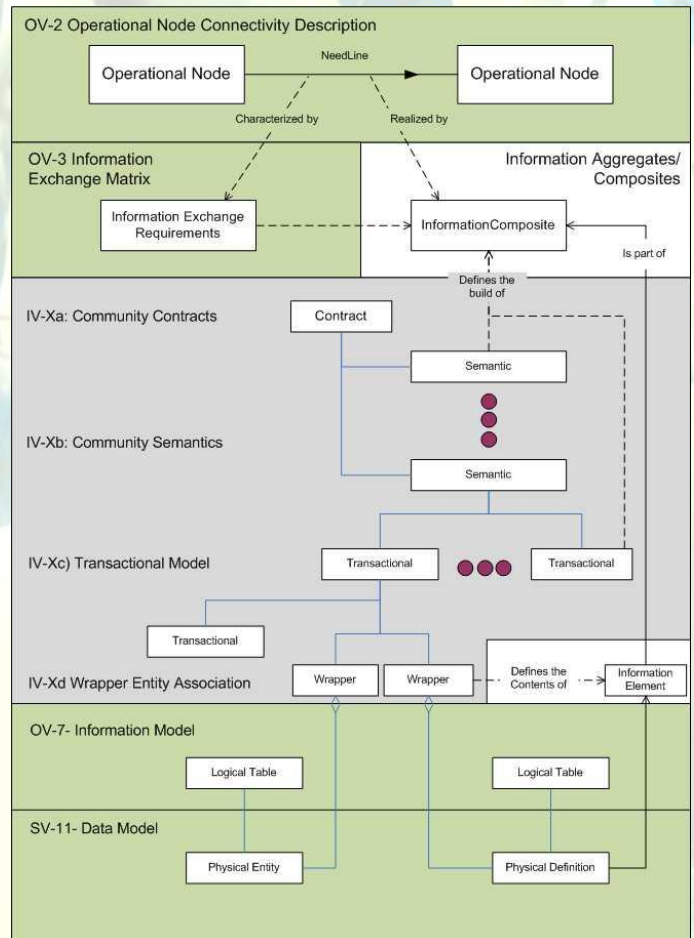 OV-2 Operational Node Connectivity Description
NeedLine
Operational Node
Operational Node
Characterized by
Realized by
OV-3 Information
Exchange Matrix
Information Aggregates/
Composites
Information Exchange
Requirements
InformationComposite
Is part of
Defines the
build of
IV-Xa: Community Contracts
Contract
Semantic
IV-Xb: Community Semantics
Semantic
IV-Xc) Transactional Model
Transactional
Transactional
Transactional
IV-Xd Wrapper Entity Association
Wrapper
Wrapper
Defines the
Contents of
Information
Element
OV-7- Information Model
Logical Table
Logical Table
SV-11- Data Model
Physical Entity
Physical Definition